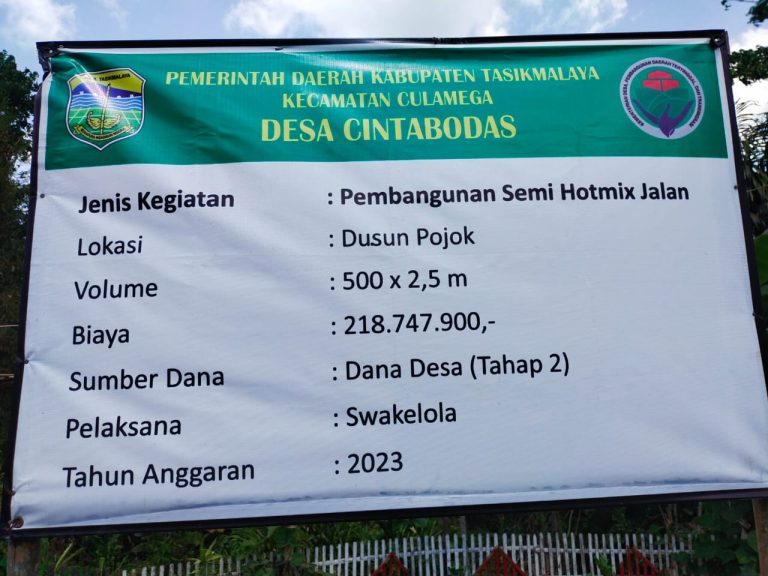 PEMERINTAH DAERAH KABUPATEN TASIKMALAYA
KECAMATAN CULAMEGA
DESA CINTABODAS
TASIKMALAYA
Jenis Kegiatan : Pembangunan Semi Hotmix Jalan
Lokasi : Dusun Pojok
Volume : 500 x 2,5 m
Biaya : 218.747.900,-
Sumber Dana : Dana Desa (Tahap 2)
Pelaksana : Swakelola
Tahun Anggaran : 2023